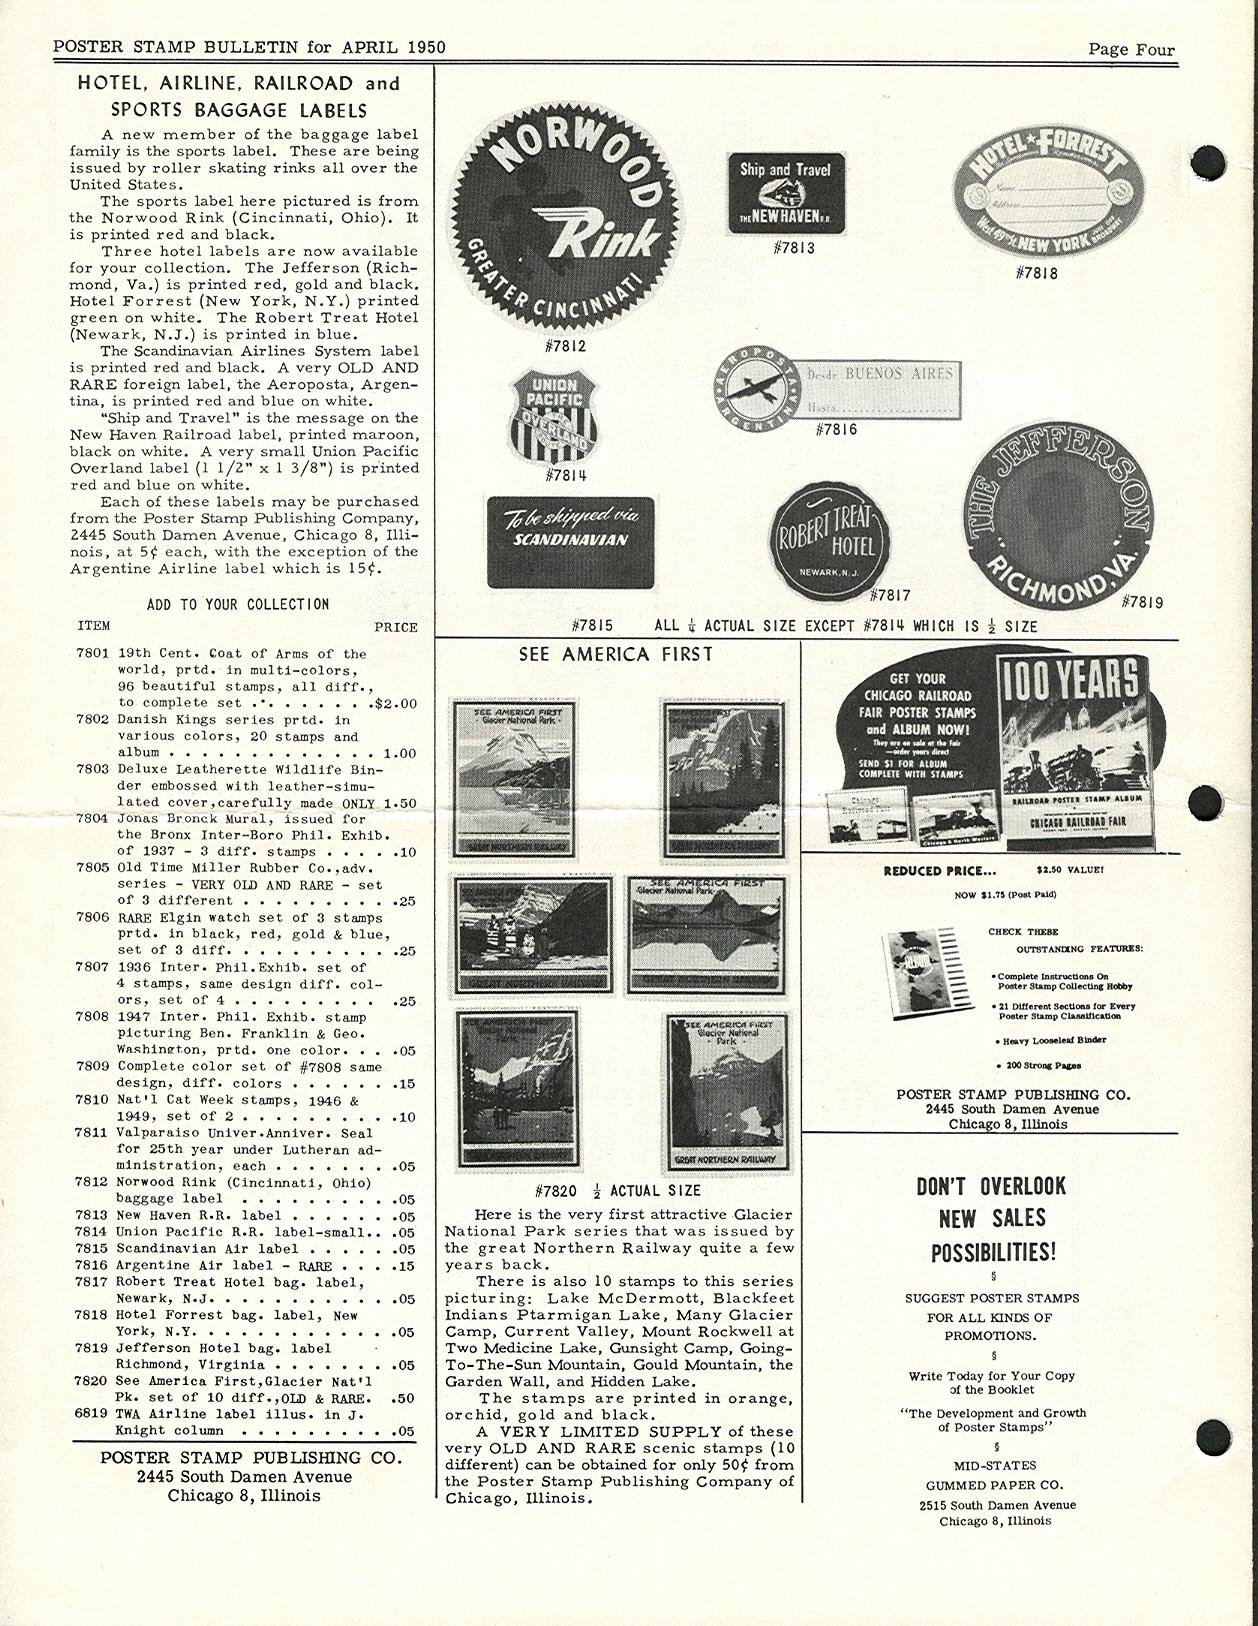 POSTER STAMP BULLETIN for APRIL 1950
Page Four
HOTEL, AIRLINE, RAILROAD and
SPORTS BAGGAGE LABELS
A new member of the baggage label
family is the sports label. These are being
issued by roller skating rinks all over the
United States.
The sports label here pictured is from
the Norwood Rink (Cincinnati, Ohio). It
is printed red and black.
Three hotel labels are now available
for your collection. The Jefferson (Rich-
mond, Va.) is printed red, gold and black.
Hotel Forrest (New York, N.Y.) printed
green on white. The Robert Treat Hotel
(Newark, N.J.) is printed in blue.
The Scandinavian Airlines System label
is printed red and black. A very OLD AND
RARE foreign label, the Aeroposta, Argen-
tina, is printed red and blue on white.
"Ship and Travel" is the message on the
New Haven Railroad label, printed maroon,
black on white. A very small Union Pacific
Overland label (1 1/2" x 1 3/8") is printed
red and blue on white.
Each of these labels may be purchased
from the Poster Stamp Publishing Company,
2445 South Damen Avenue, Chicago 8, Illi-
nois, at 5¢ each, with the exception of the
Argentine Airline label which is 15¢.
ADD TO YOUR COLLECTION
ITEM PRICE
7801 19th Cent. Coat of Arms of the
world, prtd. in multi-colors,
96 beautiful stamps, all diff.,
to complete set . . . . . . . .$2.00
7802 Danish Kings series prtd. in
various colors, 20 stamps and
album . . . . . . . . . . . . . 1.00
7803 Deluxe Leatherette Wildlife Bin-
der embossed with leather-simu-
lated cover,carefully made ONLY 1.50
7804 Jonas Bronck Mural, issued for
the Bronx Inter-Boro Phil. Exhib.
of 1937 - 3 diff. stamps . . . . .10
7805 Old Time Miller Rubber Co.,adv.
series - VERY OLD AND RARE - set
of 3 different . . . . . . . . . .25
7806 RARE Elgin watch set of 3 stamps
prtd. in black, red, gold & blue,
set of 3 diff. . . . . . . . . . .25
7807 1936 Inter. Phil.Exhib. set of
4 stamps, same design diff. col-
ors, set of 4 . . . . . . . . . .25
7808 1947 Inter. Phil. Exhib. stamp
picturing Ben. Franklin & Geo.
Washington, prtd. one color. . . .05
7809 Complete color set of #7808 same
design, diff. colors . . . . . . .15
7810 Nat'l Cat Week stamps, 1946 &
1949, set of 2 . . . . . . . . . .10
7811 Valparaiso Univer.Anniver. Seal
for 25th year under Lutheran ad-
ministration, each . . . . . . . .05
7812 Norwood Rink (Cincinnati, Ohio)
baggage label . . . . . . . . . .05
7813 New Haven R.R. label . . . . . . .05
7814 Union Pacific R.R. label-small.. .05
7815 Scandinavian Air label . . . . . .05
7816 Argentine Air label - RARE . . . .15
7817 Robert Treat Hotel bag. label,
Newark, N.J. . . . . . . . . . . .05
7818 Hotel Forrest bag. label, New
York, N.Y. . . . . . . . . . . . .05
7819 Jefferson Hotel bag. label
Richmond, Virginia . . . . . . . .05
7820 See America First,Glacier Nat'l
Pk. set of 10 diff.,OLD & RARE. .50
6819 TWA Airline label illus. in J.
Knight column . . . . . . . . . .05
POSTER STAMP PUBLISHING CO.
2445 South Damen Avenue
Chicago 8, Illinois
NORWOOD
Rink
GREATER CINCINNATI
#7812
Ship and Travel
THE NEW HAVEN R.R.
#7813
HOTEL FORREST
Name
Address
West 49th St. NEW YORK JUST OFF BROADWAY
#7818
UNION
PACIFIC
THE
OVERLAND
ROUTE
#7814
AEROPOSTA
ARGENTINA
Desde BUENOS AIRES
Hasta
#7816
To be shipped via
SCANDINAVIAN
#7815
ROBERT TREAT
HOTEL
NEWARK, N.J.
#7817
THE JEFFERSON
RICHMOND, VA.
#7819
ALL ¼ ACTUAL SIZE EXCEPT #7814 WHICH IS ½ SIZE
SEE AMERICA FIRST
SEE AMERICA FIRST
Glacier National Park
GREAT NORTHERN RAILWAY
GREAT NORTHERN RAILWAY
GREAT NORTHERN RAILWAY
SEE AMERICA FIRST
Glacier National Park
GREAT NORTHERN RAILWAY
SEE AMERICA FIRST
Glacier National
Park
GREAT NORTHERN RAILWAY
#7820 ½ ACTUAL SIZE
Here is the very first attractive Glacier
National Park series that was issued by
the great Northern Railway quite a few
years back.
There is also 10 stamps to this series
picturing: Lake McDermott, Blackfeet
Indians Ptarmigan Lake, Many Glacier
Camp, Current Valley, Mount Rockwell at
Two Medicine Lake, Gunsight Camp, Going-
To-The-Sun Mountain, Gould Mountain, the
Garden Wall, and Hidden Lake.
The stamps are printed in orange,
orchid, gold and black.
A VERY LIMITED SUPPLY of these
very OLD AND RARE scenic stamps (10
different) can be obtained for only 50¢ from
the Poster Stamp Publishing Company of
Chicago, Illinois.
GET YOUR
CHICAGO RAILROAD
FAIR POSTER STAMPS
and ALBUM NOW!
They are on sale at the Fair
—order yours direct
SEND $1 FOR ALBUM
COMPLETE WITH STAMPS
100 YEARS
RAILROAD POSTER STAMP ALBUM
CHICAGO RAILROAD FAIR
Chicago
Railroad Fair
Chicago & North Western
REDUCED PRICE... $2.50 VALUE!
NOW $1.75 (Post Paid)
CHECK THESE
OUTSTANDING FEATURES:
ALBUM
• Complete Instructions On
Poster Stamp Collecting Hobby
• 21 Different Sections for Every
Poster Stamp Classification
• Heavy Looseleaf Binder
• 200 Strong Pages
POSTER STAMP PUBLISHING CO.
2445 South Damen Avenue
Chicago 8, Illinois
DON'T OVERLOOK
NEW SALES
POSSIBILITIES!
§
SUGGEST POSTER STAMPS
FOR ALL KINDS OF
PROMOTIONS.
§
Write Today for Your Copy
of the Booklet
"The Development and Growth
of Poster Stamps"
§
MID-STATES
GUMMED PAPER CO.
2515 South Damen Avenue
Chicago 8, Illinois